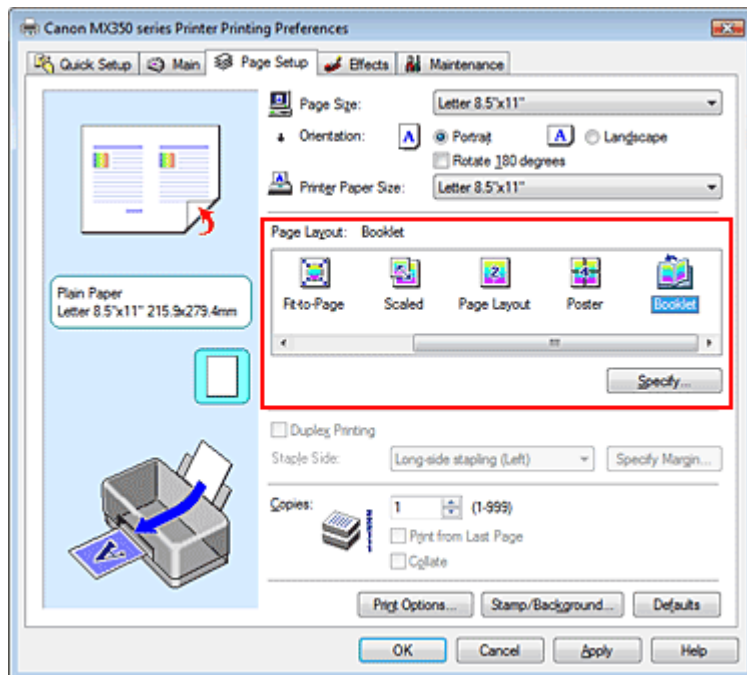 Canon MX350 series Printer Printing Preferences
Quick Setup Main Page Setup Effects Maintenance
Page Size: Letter 8.5"x11"
Orientation: A Portrait A Landscape
Rotate 180 degrees
Printer Paper Size: Letter 8.5"x11"
Page Layout: Booklet
Fit-to-Page Scaled Page Layout Poster Booklet
Plain Paper
Letter 8.5"x11" 215.9x279.4mm
Specify...
Duplex Printing
Staple Side: Long-side stapling (Left) Specify Margin...
Copies: 1 (1-999)
Print from Last Page
Collate
Print Options... Stamp/Background... Defaults
OK Cancel Apply Help